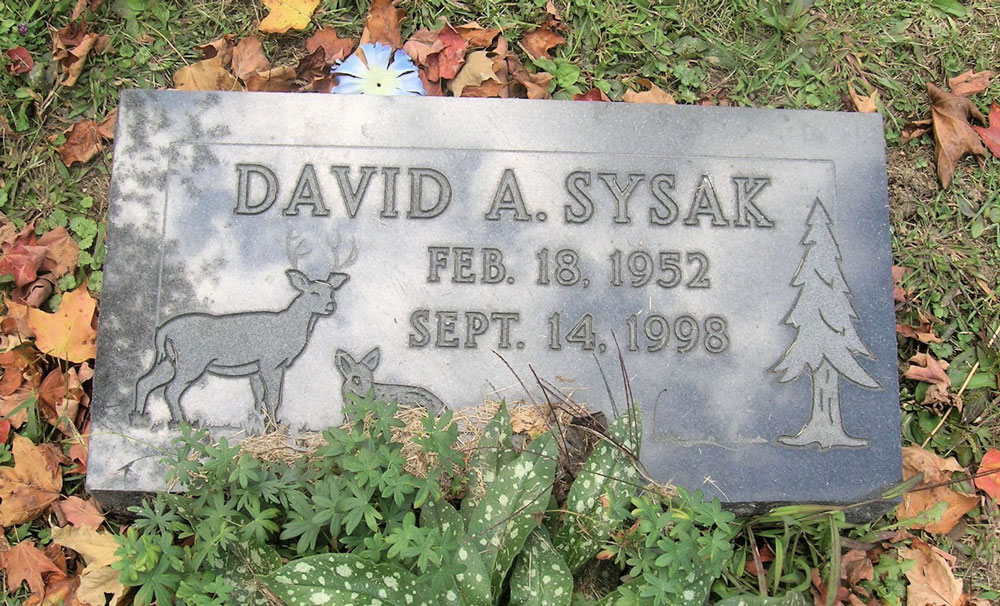 DAVID A. SYSAK
FEB. 18, 1952
SEPT. 14, 1998